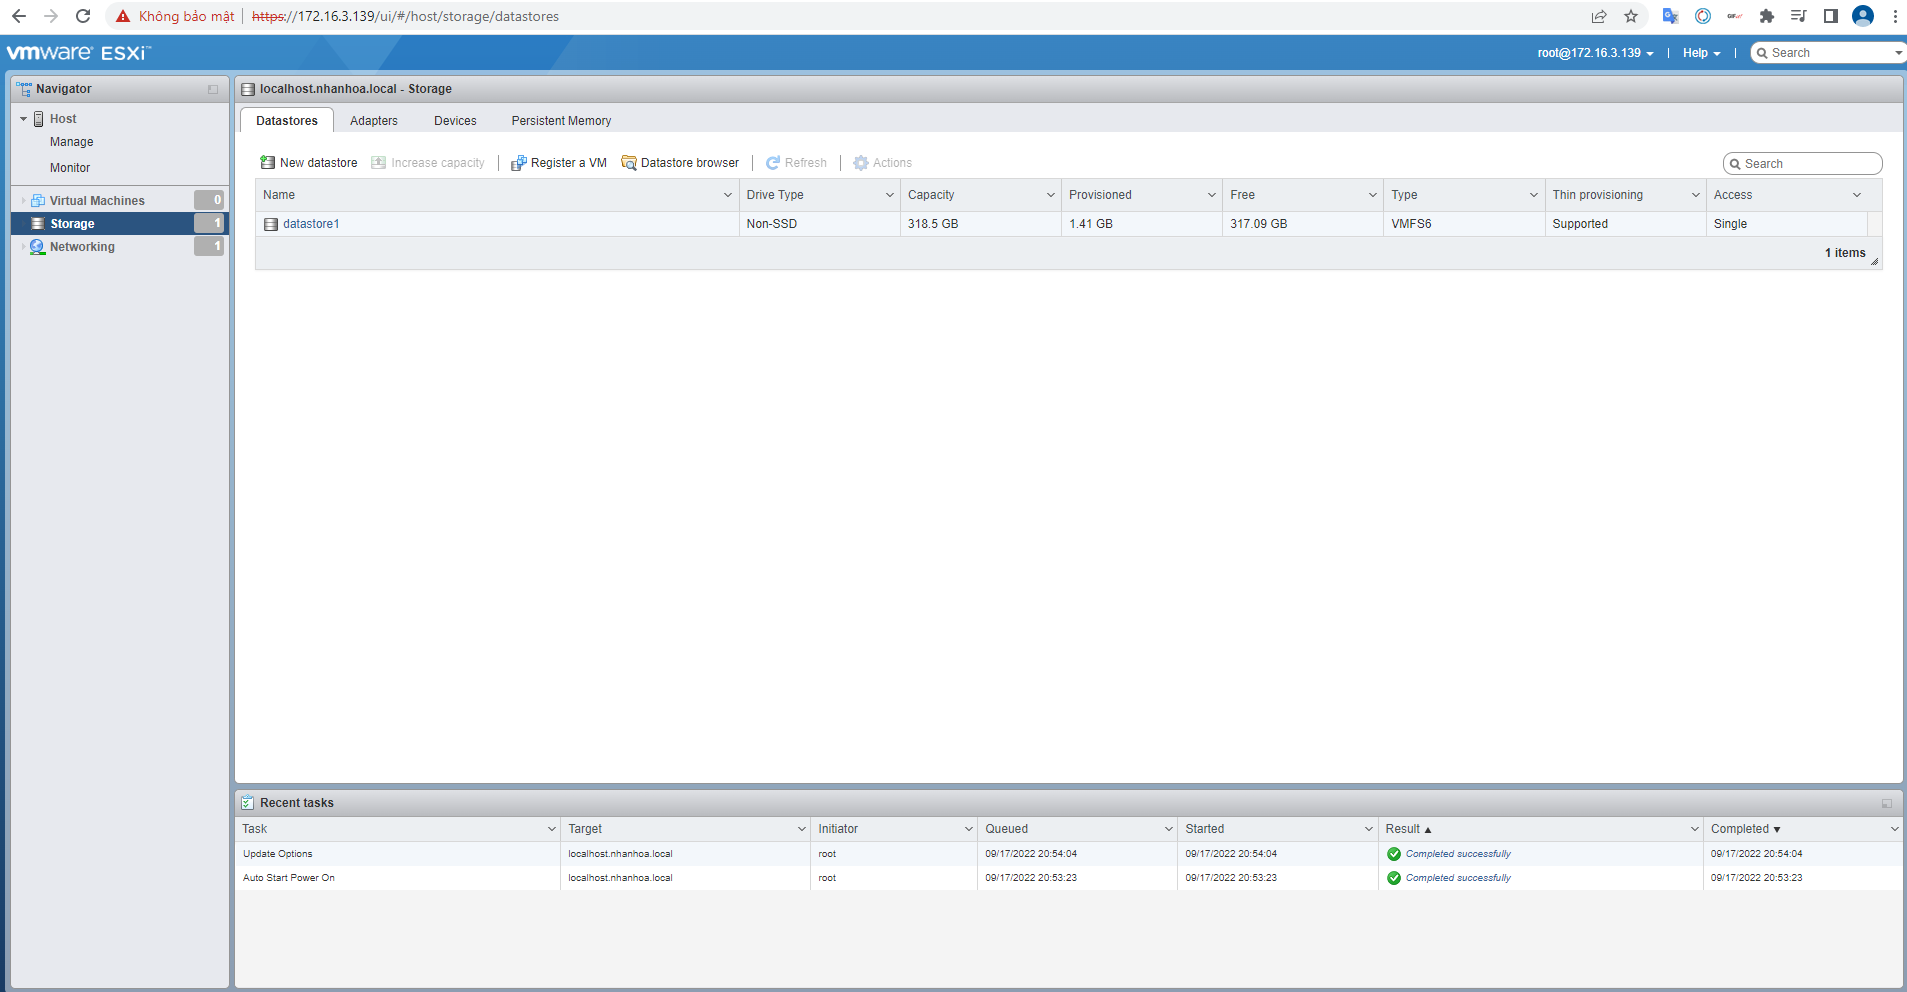 Không bảo mật https://172.16.3.139/ui/#/host/storage/datastores
vmware ESXi™ root@172.16.3.139 | Help | Search
Navigator
Host
Manage
Monitor
Virtual Machines 0
Storage 1
Networking 1
localhost.nhanhoa.local - Storage
Datastores Adapters Devices Persistent Memory
New datastore Increase capacity Register a VM Datastore browser Refresh Actions Search
Name Drive Type Capacity Provisioned Free Type Thin provisioning Access
datastore1 Non-SSD 318.5 GB 1.41 GB 317.09 GB VMFS6 Supported Single
1 items
Recent tasks
Task Target Initiator Queued Started Result ▲ Completed ▼
Update Options localhost.nhanhoa.local root 09/17/2022 20:54:04 09/17/2022 20:54:04 Completed successfully 09/17/2022 20:54:04
Auto Start Power On localhost.nhanhoa.local root 09/17/2022 20:53:23 09/17/2022 20:53:23 Completed successfully 09/17/2022 20:53:23